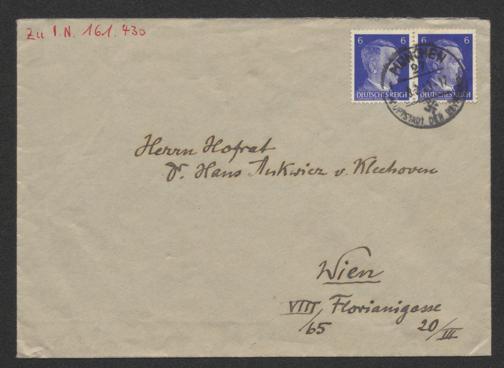 Zu I.N. 161.430
6 6
DEUTSCHES REICH DEUTSCHES REICH
MÜNCHEN
HAUPTSTADT DER
Herrn Hofrat
Dr. Hans Ankwicz v. Kleehoven
Wien
VIII/65 Florianigasse
20/III